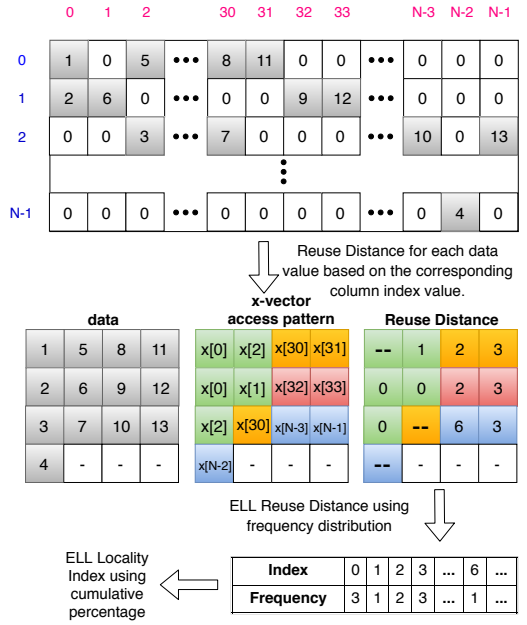 0 1 2 30 31 32 33 N-3 N-2 N-1
0 1 0 5 ••• 8 11 0 0 ••• 0 0 0
1 2 6 0 ••• 0 0 9 12 ••• 0 0 0
2 0 0 3 ••• 7 0 0 0 ••• 10 0 13
N-1 0 0 0 ••• 0 0 0 0 ••• 0 4 0
Reuse Distance for each data
value based on the corresponding
column index value.
data
x-vector
access pattern
Reuse Distance
1 5 8 11 x[0] x[2] x[30] x[31] -- 1 2 3
2 6 9 12 x[0] x[1] x[32] x[33] 0 0 2 3
3 7 10 13 x[2] x[30] x[N-3] x[N-1] 0 -- 6 3
4 - - - x[N-2] - - - -- - - -
ELL Reuse Distance using
frequency distribution
ELL Locality
Index using
cumulative
percentage
Index 0 1 2 3 ... 6 ...
Frequency 3 1 2 3 ... 1 ...